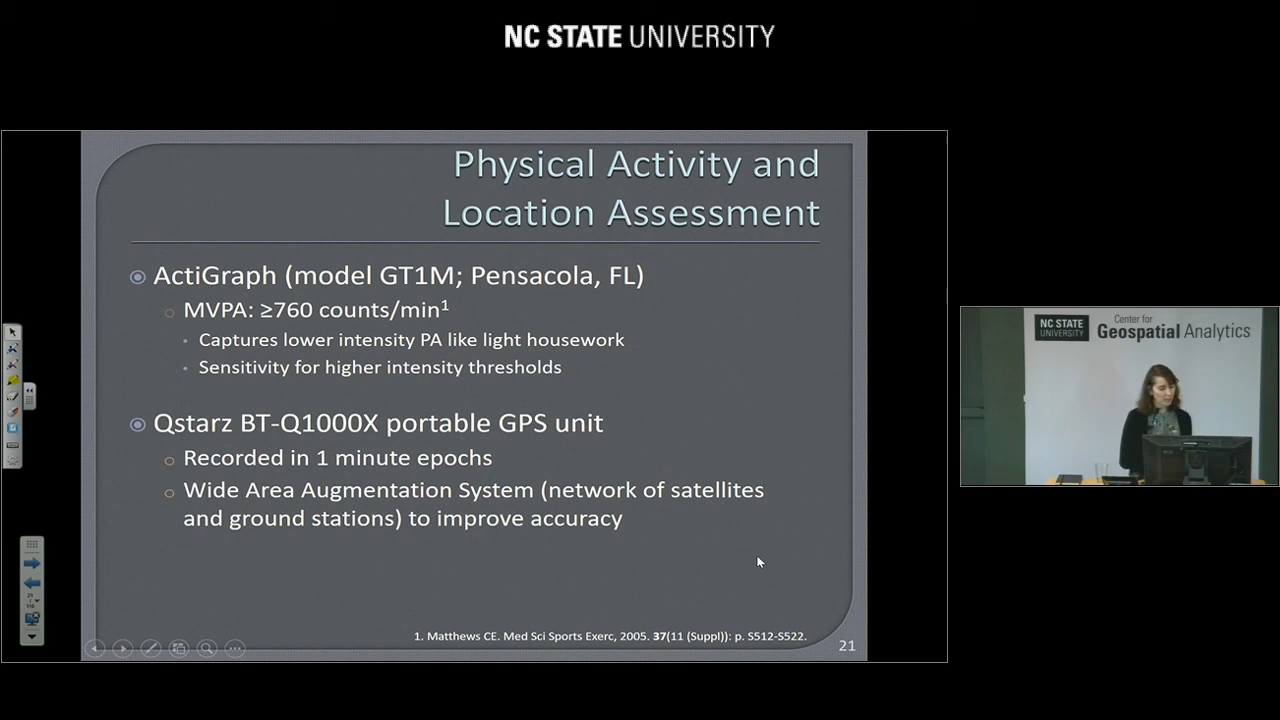 NC STATE UNIVERSITY
Physical Activity and
Location Assessment
ActiGraph (model GT1M; Pensacola, FL)
MVPA: ≥760 counts/min¹
Captures lower intensity PA like light housework
Sensitivity for higher intensity thresholds
Qstarz BT-Q1000X portable GPS unit
Recorded in 1 minute epochs
Wide Area Augmentation System (network of satellites
and ground stations) to improve accuracy
1. Matthews CE. Med Sci Sports Exerc, 2005. 37(11 (Suppl)): p. S512-S522.
21
NC STATE
UNIVERSITY
Center for
Geospatial Analytics
21